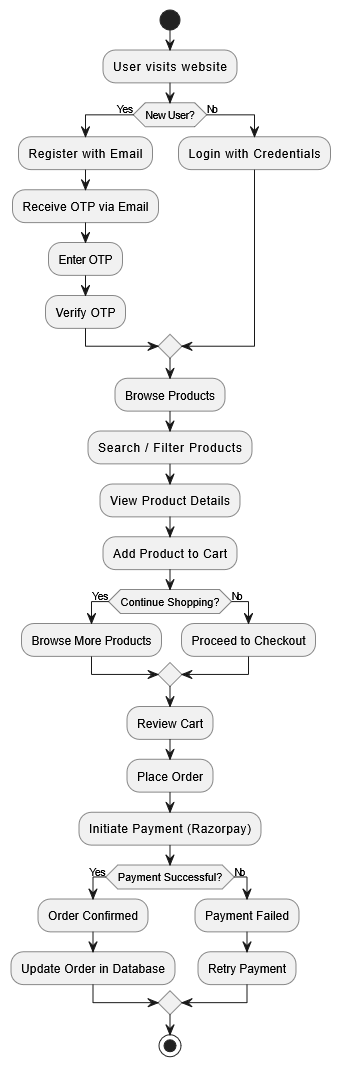 User visits website
Yes
New User?
No
Register with Email
Login with Credentials
Receive OTP via Email
Enter OTP
Verify OTP
Browse Products
Search / Filter Products
View Product Details
Add Product to Cart
Yes
Continue Shopping?
No
Browse More Products
Proceed to Checkout
Review Cart
Place Order
Initiate Payment (Razorpay)
Yes
Payment Successful?
No
Order Confirmed
Payment Failed
Update Order in Database
Retry Payment